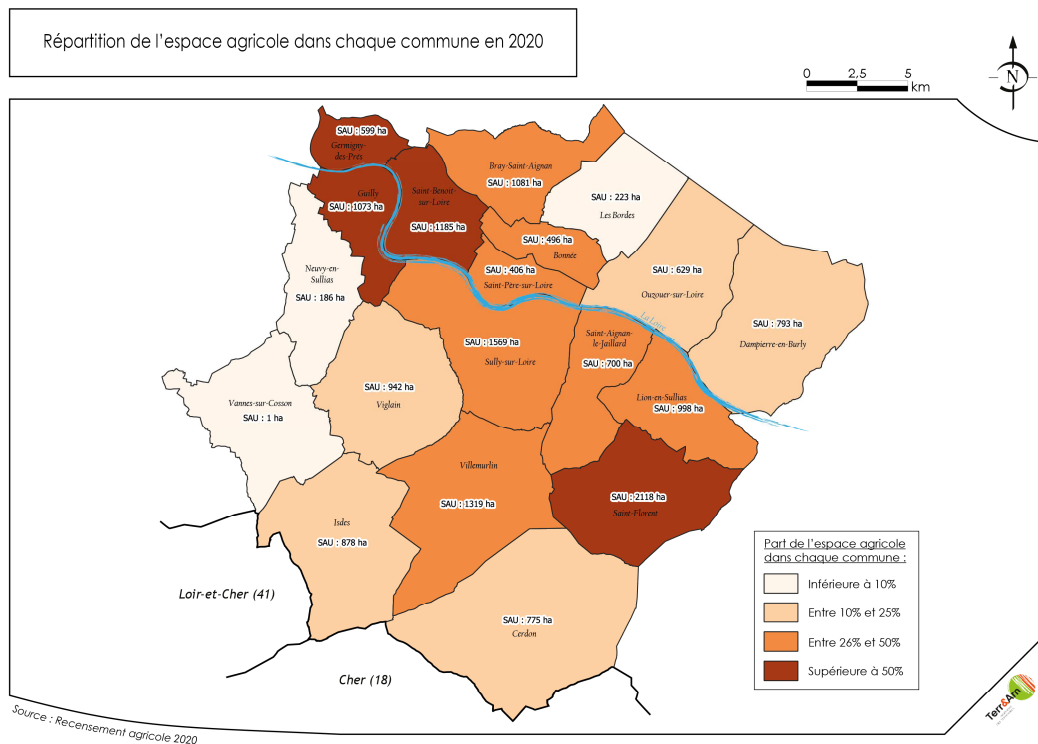 Répartition de l'espace agricole dans chaque commune en 2020
0 2,5 5
km
N
SAU : 599 ha
Germigny-
des-Prés
Bray-Saint-Aignan
SAU : 1081 ha
Guilly
SAU : 1073 ha
Saint-Benoit-
sur-Loire
SAU : 1185 ha
SAU : 223 ha
Les Bordes
SAU : 496 ha
Bonnée
Neuvy-en-
Sullias
SAU : 186 ha
SAU : 406 ha
Saint-Père-sur-Loire
SAU : 629 ha
Ouzouer-sur-Loire
La Loire
SAU : 793 ha
Dampierre-en-Burly
SAU : 1569 ha
Sully-sur-Loire
Saint-Aignan-
le-Jaillard
SAU : 700 ha
SAU : 942 ha
Viglain
Lion-en-Sullias
SAU : 998 ha
Vannes-sur-Cosson
SAU : 1 ha
Villemurlin
SAU : 1319 ha
SAU : 2118 ha
Saint-Florent
Isdes
SAU : 878 ha
SAU : 775 ha
Cerdon
Loir-et-Cher (41)
Cher (18)
Part de l'espace agricole
dans chaque commune :
Inférieure à 10%
Entre 10% et 25%
Entre 26% et 50%
Supérieure à 50%
Source : Recensement agricole 2020
Terr&Am